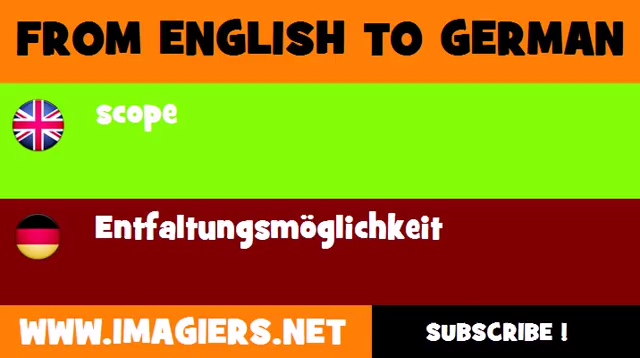 FROM ENGLISH TO GERMAN
scope
Entfaltungsmöglichkeit
WWW.IMAGIERS.NET
SUBSCRIBE !